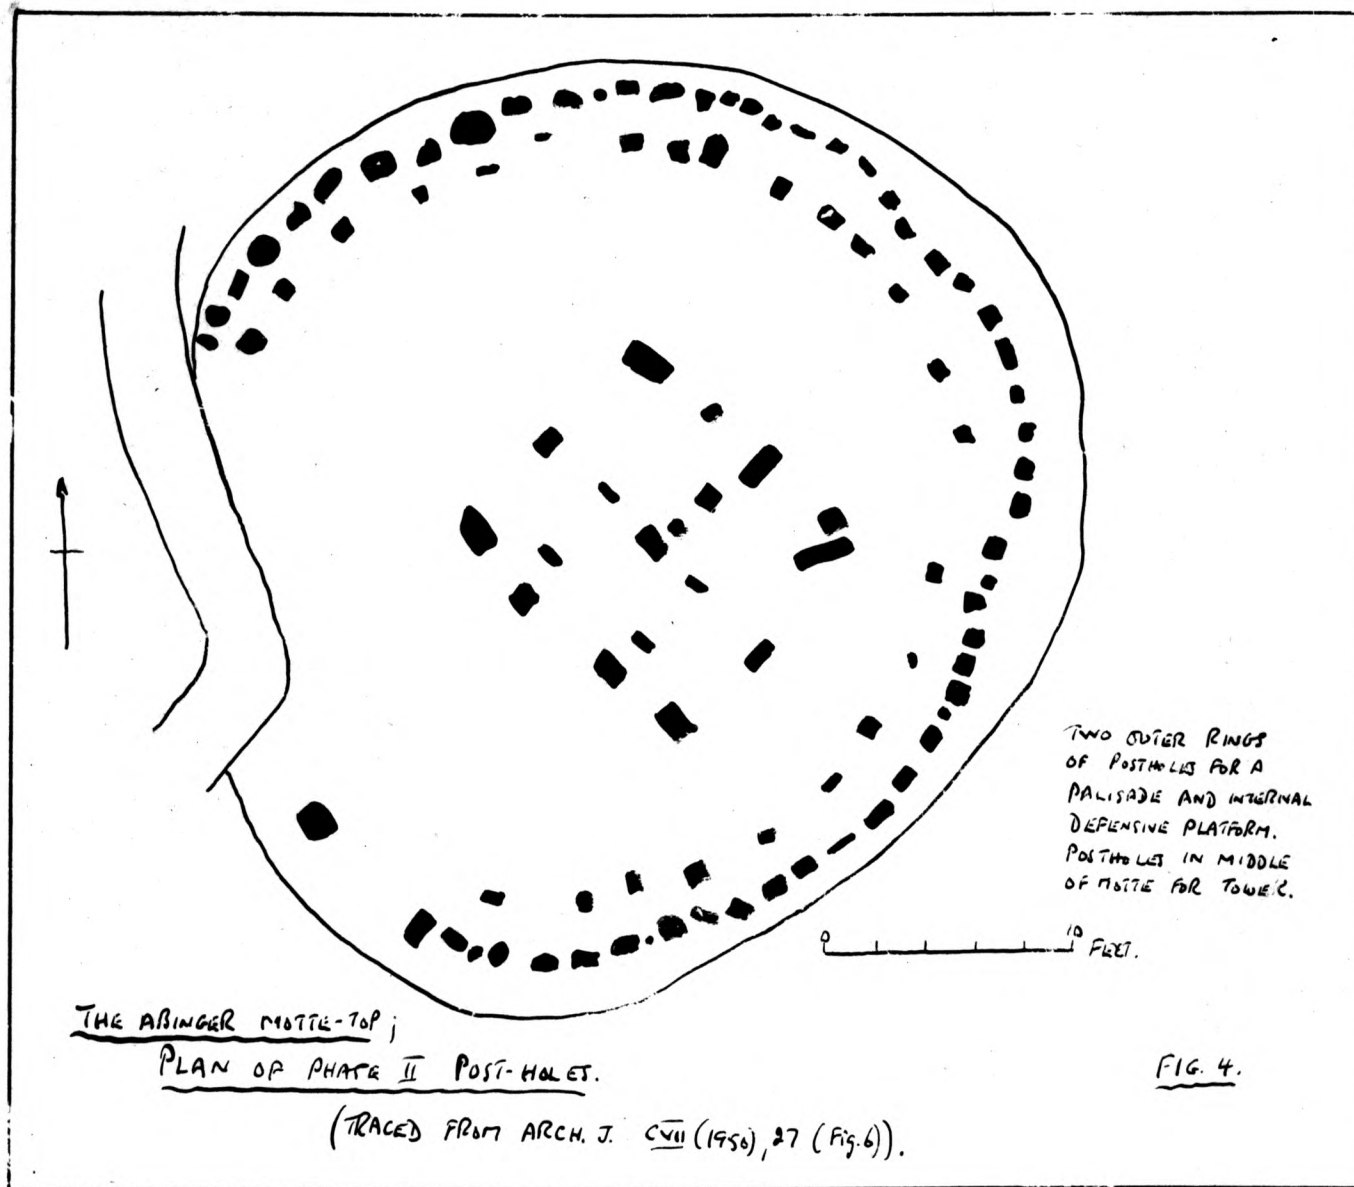 TWO OUTER RINGS
OF POSTHOLES FOR A
PALISADE AND INTERNAL
DEFENSIVE PLATFORM.
POSTHOLES IN MIDDLE
OF MOTTE FOR TOWER.
0 10 FEET.
THE ABINGER MOTTE-TOP;
PLAN OF PHASE II POST-HOLES.
FIG. 4.
(TRACED FROM ARCH. J. CVII (1950), 27 (Fig. 6)).